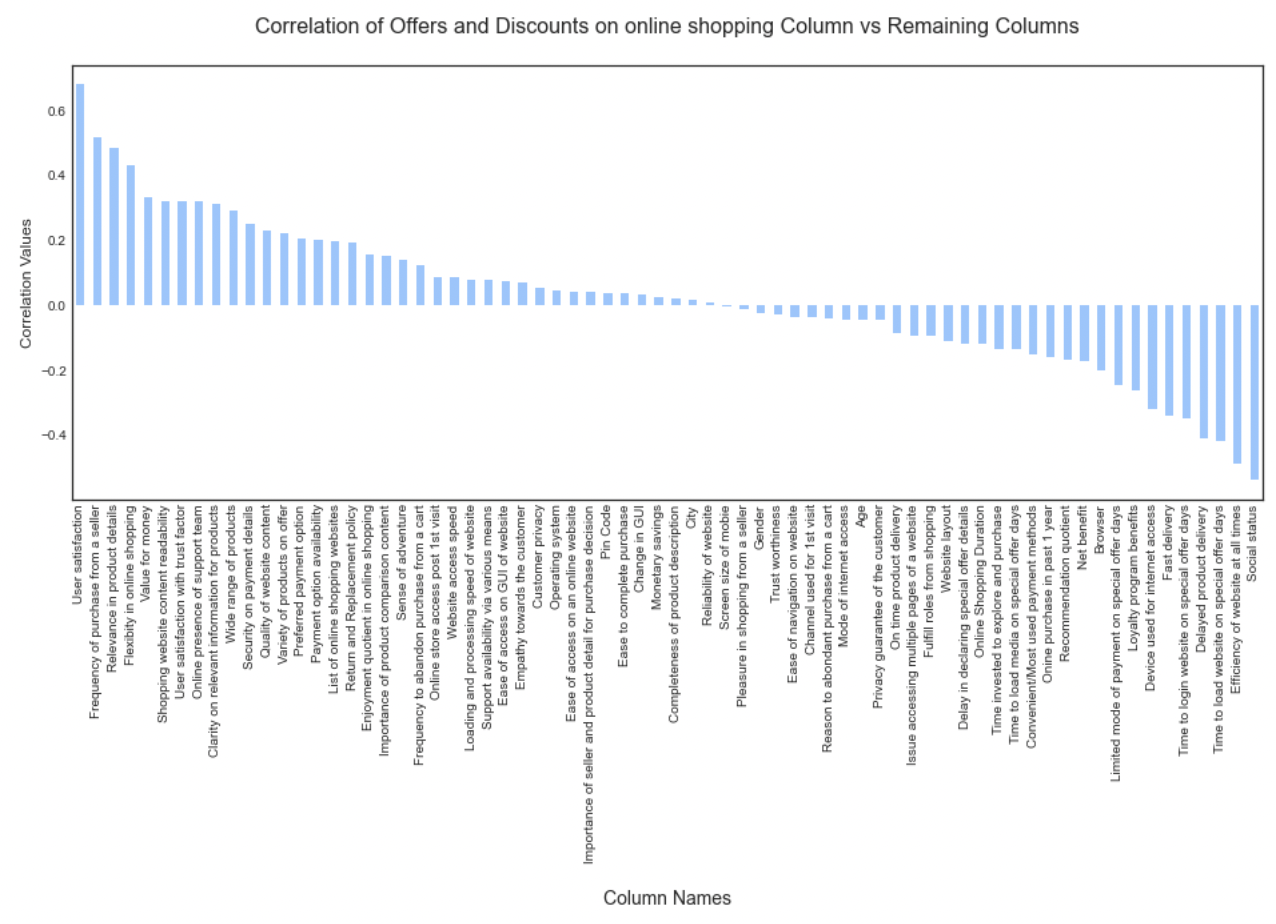 Correlation of Offers and Discounts on online shopping Column vs Remaining Columns
0.6
0.4
0.2
0.0
−0.2
−0.4
Correlation Values
User satisfaction
Frequency of purchase from a seller
Relevance in product details
Flexibity in online shopping
Value for money
Shopping website content readability
User satisfaction with trust factor
Online presence of support team
Clarity on relevant information for products
Wide range of products
Security on payment details
Quality of website content
Variety of products on offer
Preferred payment option
Payment option availability
List of online shopping websites
Return and Replacement policy
Enjoyment quotient in online shopping
Importance of product comparison content
Sense of adventure
Frequency to abandon purchase from a cart
Online store access post 1st visit
Website access speed
Loading and processing speed of website
Support availability via various means
Ease of access on GUI of website
Empathy towards the customer
Customer privacy
Operating system
Ease of access on an online website
Importance of seller and product detail for purchase decision
Pin Code
Ease to complete purchase
Change in GUI
Monetary savings
Completeness of product description
City
Reliability of website
Screen size of mobie
Pleasure in shopping from a seller
Gender
Trust worthiness
Ease of navigation on website
Channel used for 1st visit
Reason to abondant purchase from a cart
Mode of internet access
Age
Privacy guarantee of the customer
On time product delivery
Issue accessing multiple pages of a website
Fulfill roles from shopping
Website layout
Delay in declaring special offer details
Online Shopping Duration
Time invested to explore and purchase
Time to load media on special offer days
Convenient/Most used payment methods
Onine purchase in past 1 year
Recommendation quotient
Net benefit
Browser
Limited mode of payment on special offer days
Loyalty program benefits
Device used for internet access
Fast delivery
Time to login website on special offer days
Delayed product delivery
Time to load website on special offer days
Efficiency of website at all times
Social status
Column Names